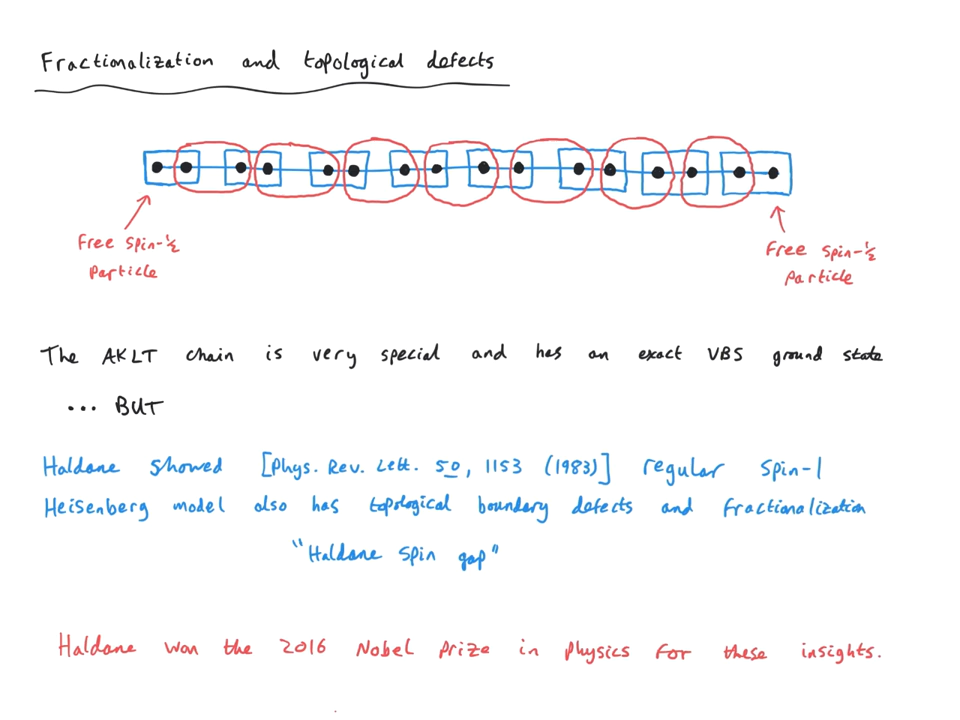 Fractionalization and topological defects
Free spin-½
Particle
Free spin-½
Particle
The AKLT chain is very special and has an exact VBS ground state
... BUT
Haldane showed [Phys. Rev. Lett. 50, 1153 (1983)] regular spin-1
Heisenberg model also has topological boundary defects and fractionalization
"Haldane spin gap"
Haldane won the 2016 Nobel Prize in Physics for these insights.